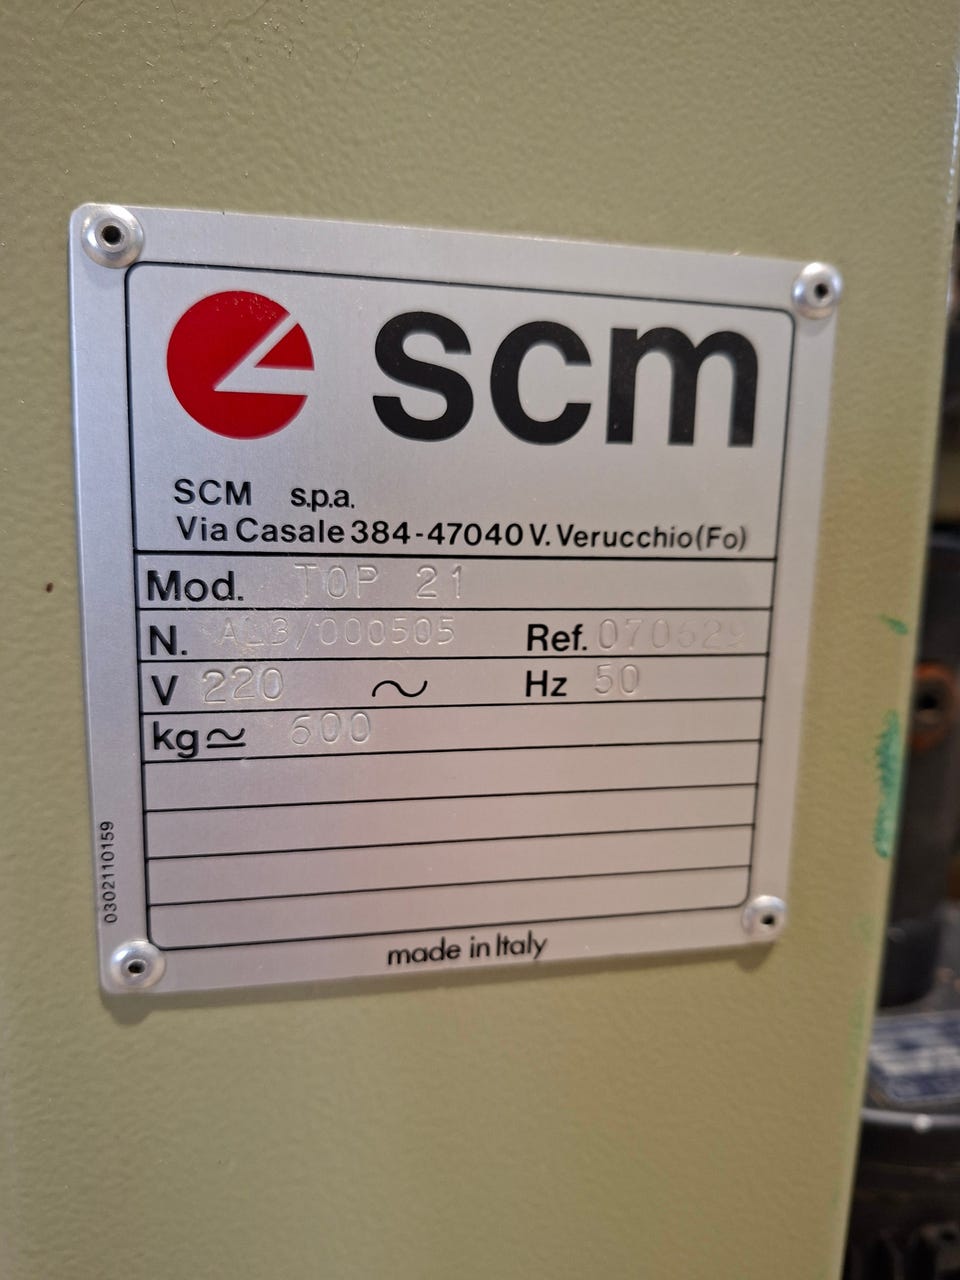 scm
SCM s.p.a.
Via Casale 384-47040 V. Verucchio (Fo)
Mod. TOP 21
N. AL3/000505 Ref. 070629
V 220 ~ Hz 50
kg ≃ 600
0302110159
made in Italy